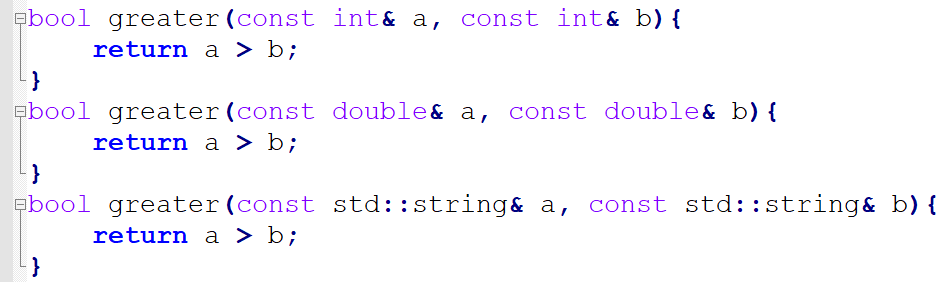 bool greater(const int& a, const int& b){
    return a > b;
}
bool greater(const double& a, const double& b){
    return a > b;
}
bool greater(const std::string& a, const std::string& b){
    return a > b;
}